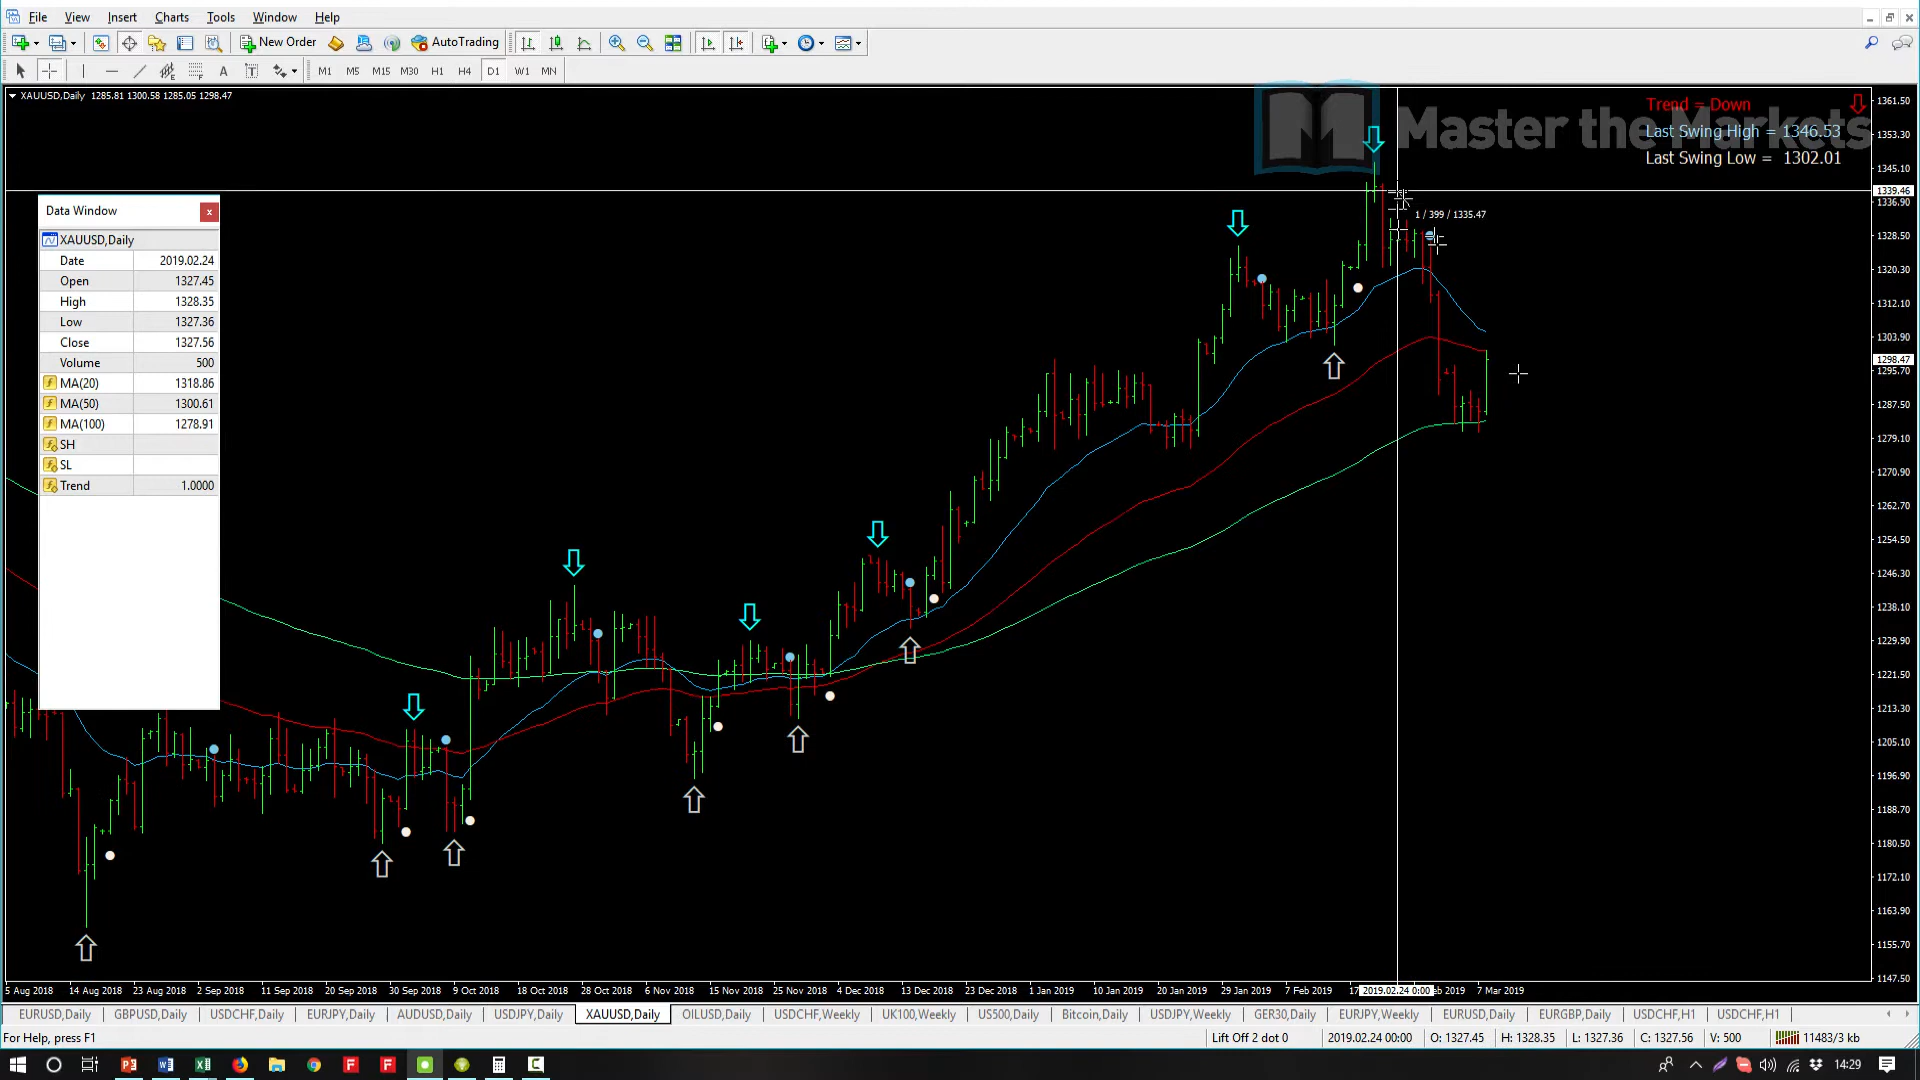 File View Insert Charts Tools Window Help
New Order AutoTrading
M1 M5 M15 M30 H1 H4 D1 W1 MN
XAUUSD,Daily 1285.81 1300.58 1285.05 1298.47
Master the Markets
Trend = Down
Last Swing High = 1346.53
Last Swing Low = 1302.01
1 / 399 / 1335.47
Data Window
x
XAUUSD,Daily
Date 2019.02.24
Open 1327.45
High 1328.35
Low 1327.36
Close 1327.56
Volume 500
MA(20) 1318.86
MA(50) 1300.61
MA(100) 1278.91
SH
SL
Trend 1.0000
1361.50
1353.30
1345.10
1339.46
1336.90
1328.50
1320.30
1312.10
1303.90
1298.47
1295.70
1287.50
1279.10
1270.90
1262.70
1254.50
1246.30
1238.10
1229.90
1221.50
1213.30
1205.10
1196.90
1188.70
1180.50
1172.10
1163.90
1155.70
1147.50
5 Aug 2018 14 Aug 2018 23 Aug 2018 2 Sep 2018 11 Sep 2018 20 Sep 2018 30 Sep 2018 9 Oct 2018 18 Oct 2018 28 Oct 2018 6 Nov 2018 15 Nov 2018 25 Nov 2018 4 Dec 2018 13 Dec 2018 23 Dec 2018 1 Jan 2019 10 Jan 2019 20 Jan 2019 29 Jan 2019 7 Feb 2019 17 2019.02.24 0:00 eb 2019 7 Mar 2019
EURUSD,Daily GBPUSD,Daily USDCHF,Daily EURJPY,Daily AUDUSD,Daily USDJPY,Daily XAUUSD,Daily OILUSD,Daily USDCHF,Weekly UK100,Weekly US500,Daily Bitcoin,Daily USDJPY,Weekly GER30,Daily EURJPY,Weekly EURUSD,Daily EURGBP,Daily USDCHF,H1 USDCHF,H1
For Help, press F1 Lift Off 2 dot 0 2019.02.24 00:00 O: 1327.45 H: 1328.35 L: 1327.36 C: 1327.56 V: 500 11483/3 kb
14:29